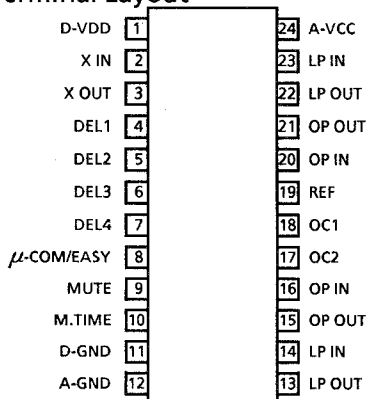 Terminal Layout
D-VDD 1 24 A-VCC
X IN 2 23 LP IN
X OUT 3 22 LP OUT
DEL1 4 21 OP OUT
DEL2 5 20 OP IN
DEL3 6 19 REF
DEL4 7 18 OC1
μ-COM/EASY 8 17 OC2
MUTE 9 16 OP IN
M.TIME 10 15 OP OUT
D-GND 11 14 LP IN
A-GND 12 13 LP OUT